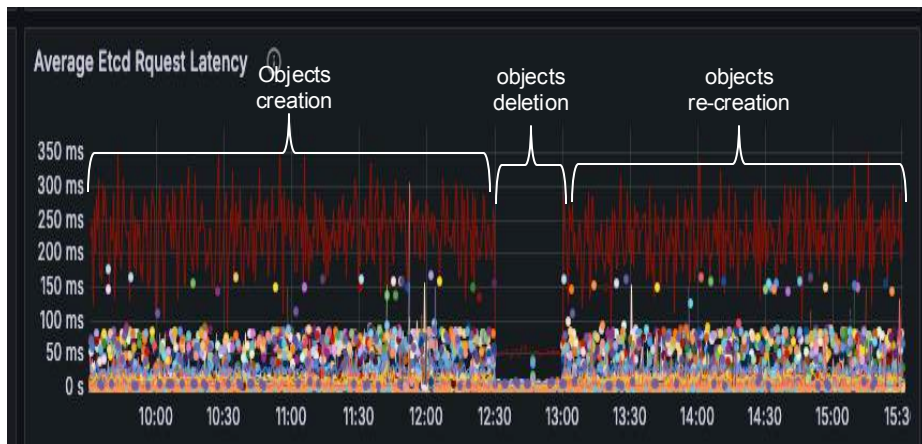 Average Etcd Rquest Latency
Objects
creation
objects
deletion
objects
re-creation
350 ms
300 ms
250 ms
200 ms
150 ms
100 ms
50 ms
0 s
10:00 10:30 11:00 11:30 12:00 12:30 13:00 13:30 14:00 14:30 15:00 15:3